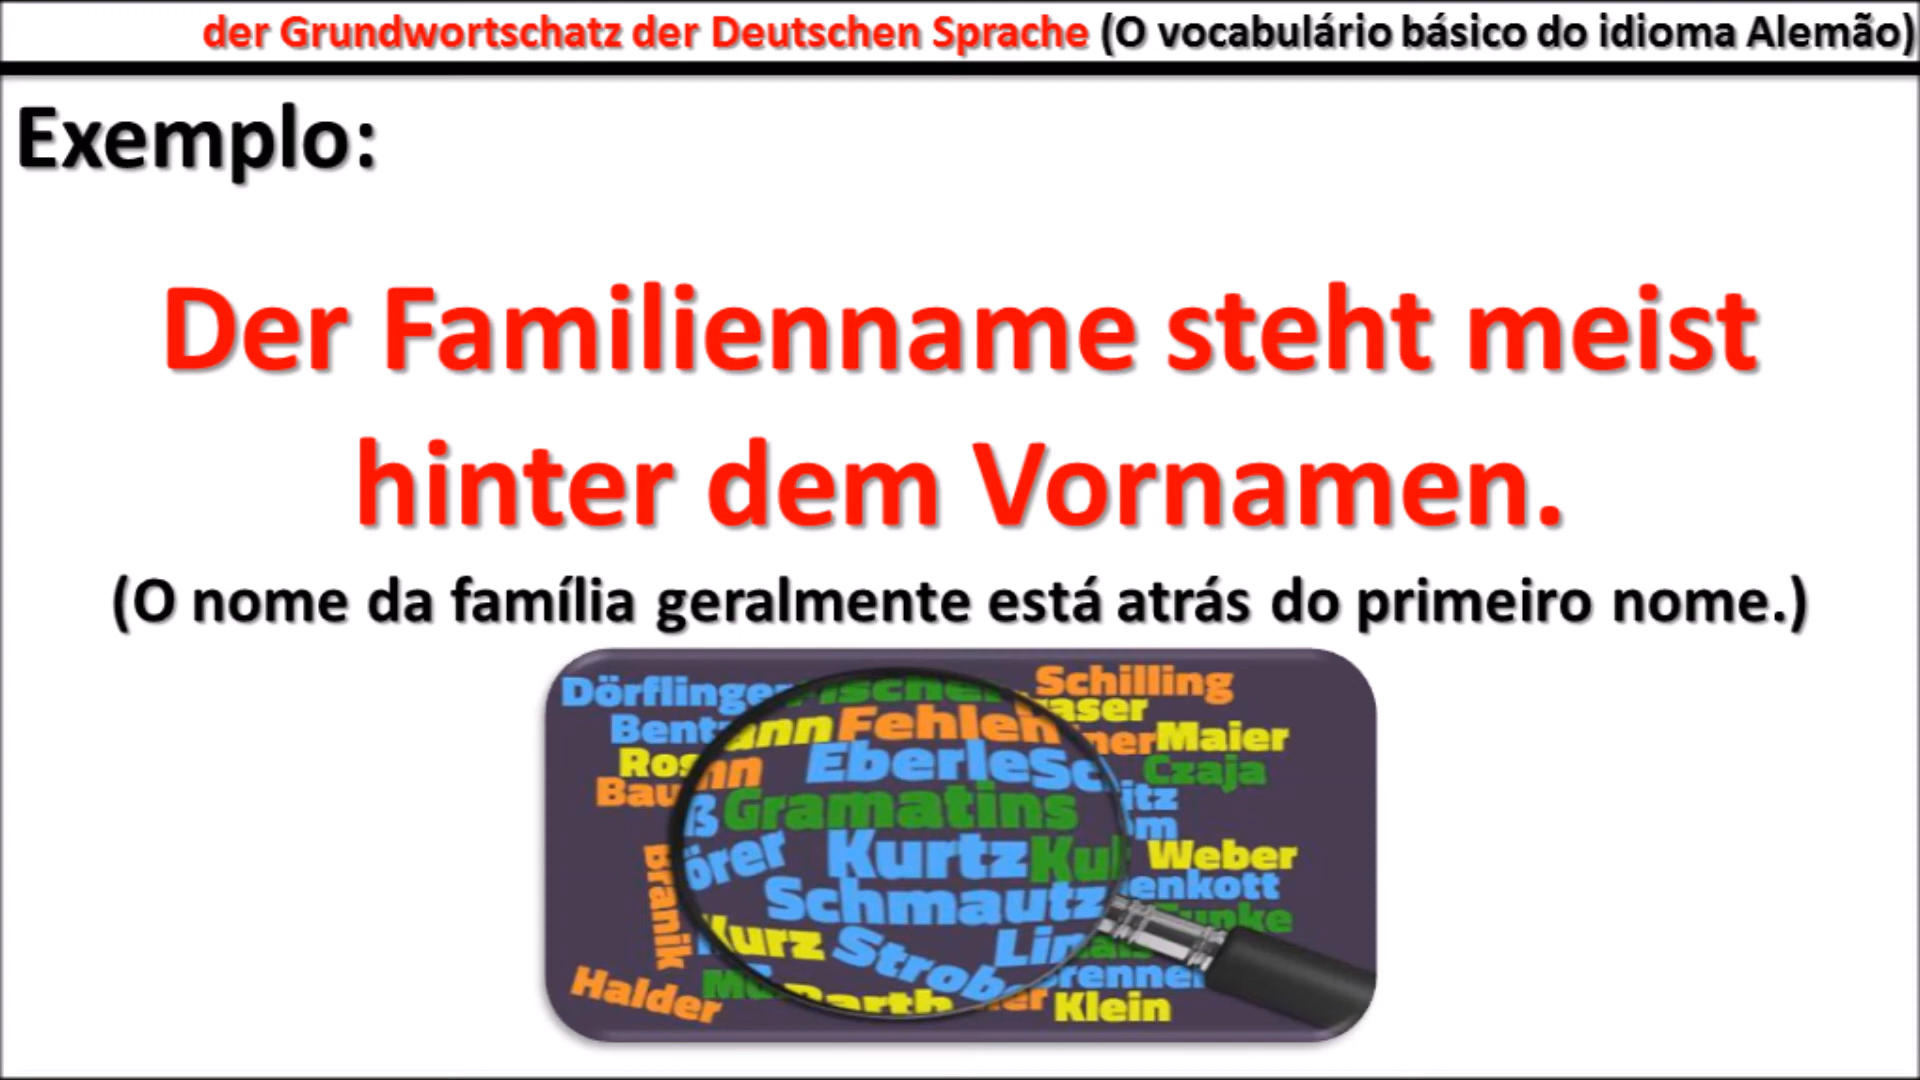 der Grundwortschatz der Deutschen Sprache (O vocabulário básico do idioma Alemão)
Exemplo:
Der Familienname steht meist
hinter dem Vornamen.
(O nome da família geralmente está atrás do primeiro nome.)
Schilling
Maier
Eberle
Czaja
Gramatins
Kurtz
Weber
Schmautz
Branik
Halder
Klein